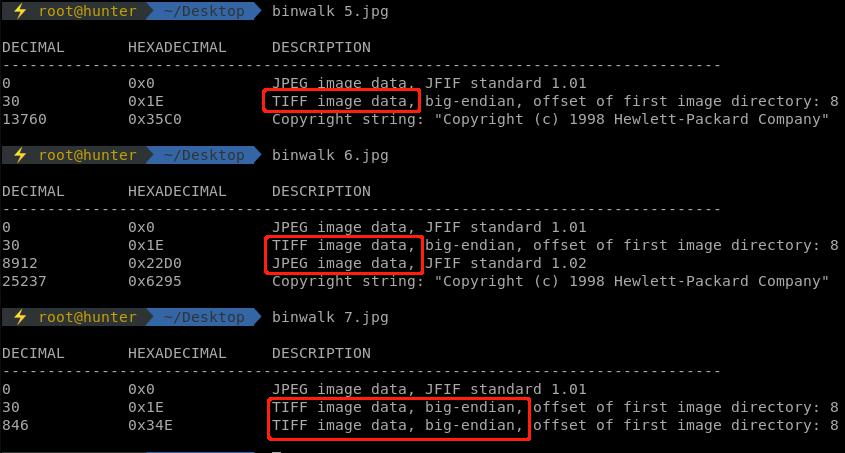 ⚡ root@hunter ~/Desktop binwalk 5.jpg
DECIMAL HEXADECIMAL DESCRIPTION
--------------------------------------------------------------------------------
0 0x0 JPEG image data, JFIF standard 1.01
30 0x1E TIFF image data, big-endian, offset of first image directory: 8
13760 0x35C0 Copyright string: "Copyright (c) 1998 Hewlett-Packard Company"
⚡ root@hunter ~/Desktop binwalk 6.jpg
DECIMAL HEXADECIMAL DESCRIPTION
--------------------------------------------------------------------------------
0 0x0 JPEG image data, JFIF standard 1.01
30 0x1E TIFF image data, big-endian, offset of first image directory: 8
8912 0x22D0 JPEG image data, JFIF standard 1.02
25237 0x6295 Copyright string: "Copyright (c) 1998 Hewlett-Packard Company"
⚡ root@hunter ~/Desktop binwalk 7.jpg
DECIMAL HEXADECIMAL DESCRIPTION
--------------------------------------------------------------------------------
0 0x0 JPEG image data, JFIF standard 1.01
30 0x1E TIFF image data, big-endian, offset of first image directory: 8
846 0x34E TIFF image data, big-endian, offset of first image directory: 8